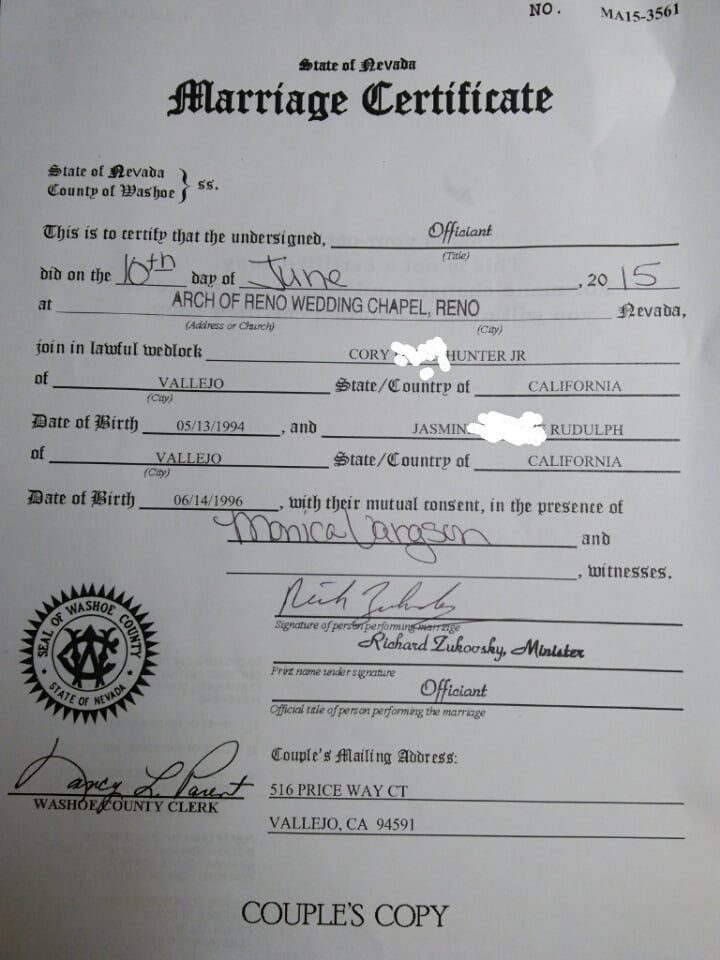 NO. MA15-3561
State of Nevada
Marriage Certificate
State of Nevada
County of Washoe } ss.
This is to certify that the undersigned, Officiant
(Title)
did on the 10th day of June, 2015
at ARCH OF RENO WEDDING CHAPEL, RENO Nevada,
(Address or Church) (City)
join in lawful wedlock CORY HUNTER JR
of VALLEJO State/Country of CALIFORNIA
(City)
Date of Birth 05/13/1994, and JASMIN E RUDULPH
of VALLEJO State/Country of CALIFORNIA
(City)
Date of Birth 06/14/1996, with their mutual consent, in the presence of
Monica Vargson and
, witnesses.
Signature of person performing marriage
Richard Zukovsky, Minister
Print name under signature
Officiant
Official title of person performing the marriage
SEAL OF WASHOE COUNTY
STATE OF NEVADA
Nancy L. Parent
WASHOE COUNTY CLERK
Couple's Mailing Address:
516 PRICE WAY CT
VALLEJO, CA 94591
COUPLE'S COPY